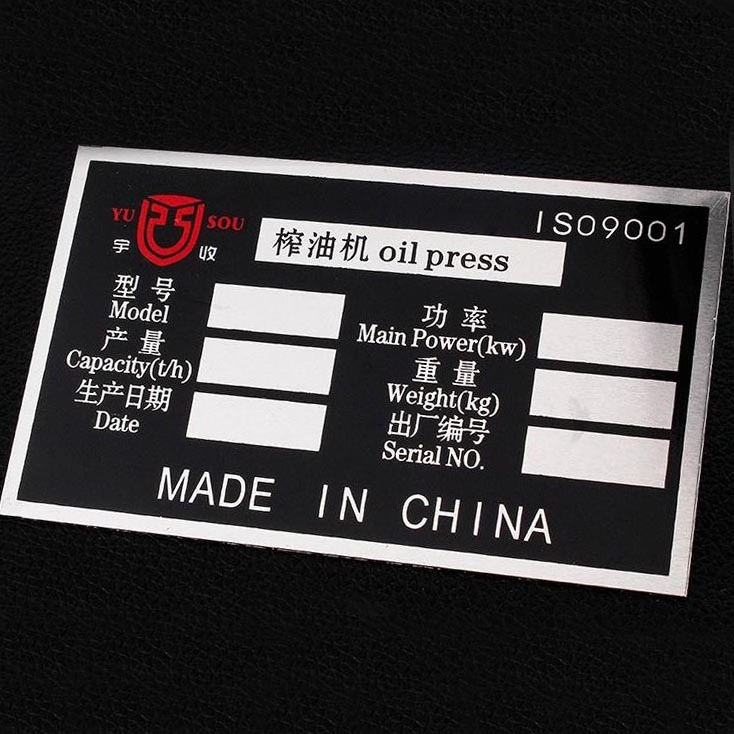 YU SOU
宇 收
ISO9001
榨油机 oil press
型号
Model
产量
Capacity(t/h)
生产日期
Date
功率
Main Power(kw)
重量
Weight(kg)
出厂编号
Serial NO.
MADE IN CHINA